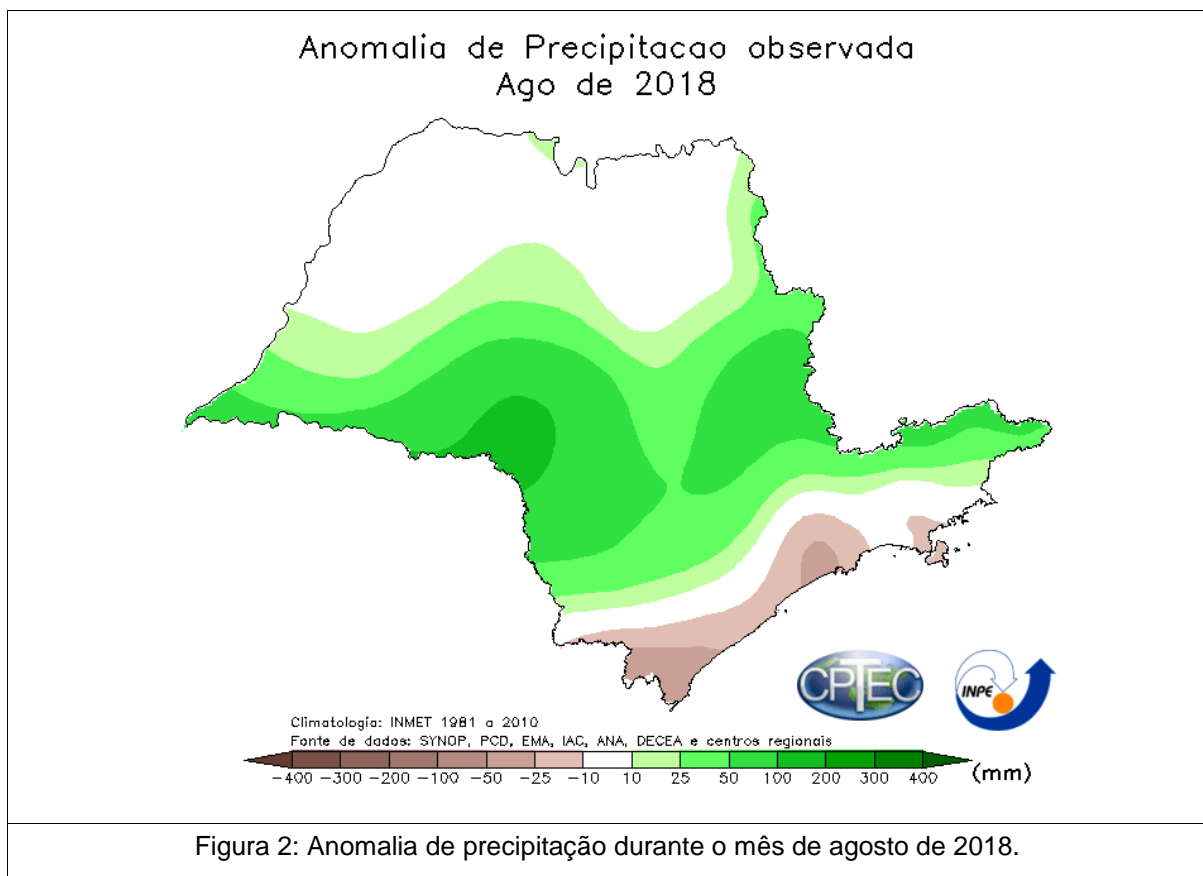 Anomalia de Precipitacao observada
Ago de 2018
CPTEC
INPE
Climatologia: INMET 1981 a 2010
Fonte de dados: SYNOP, PCD, EMA, IAC, ANA, DECEA e centros regionais
−400 −300 −200 −100 −50 −25 −10 10 25 50 100 200 300 400 (mm)
Figura 2: Anomalia de precipitação durante o mês de agosto de 2018.